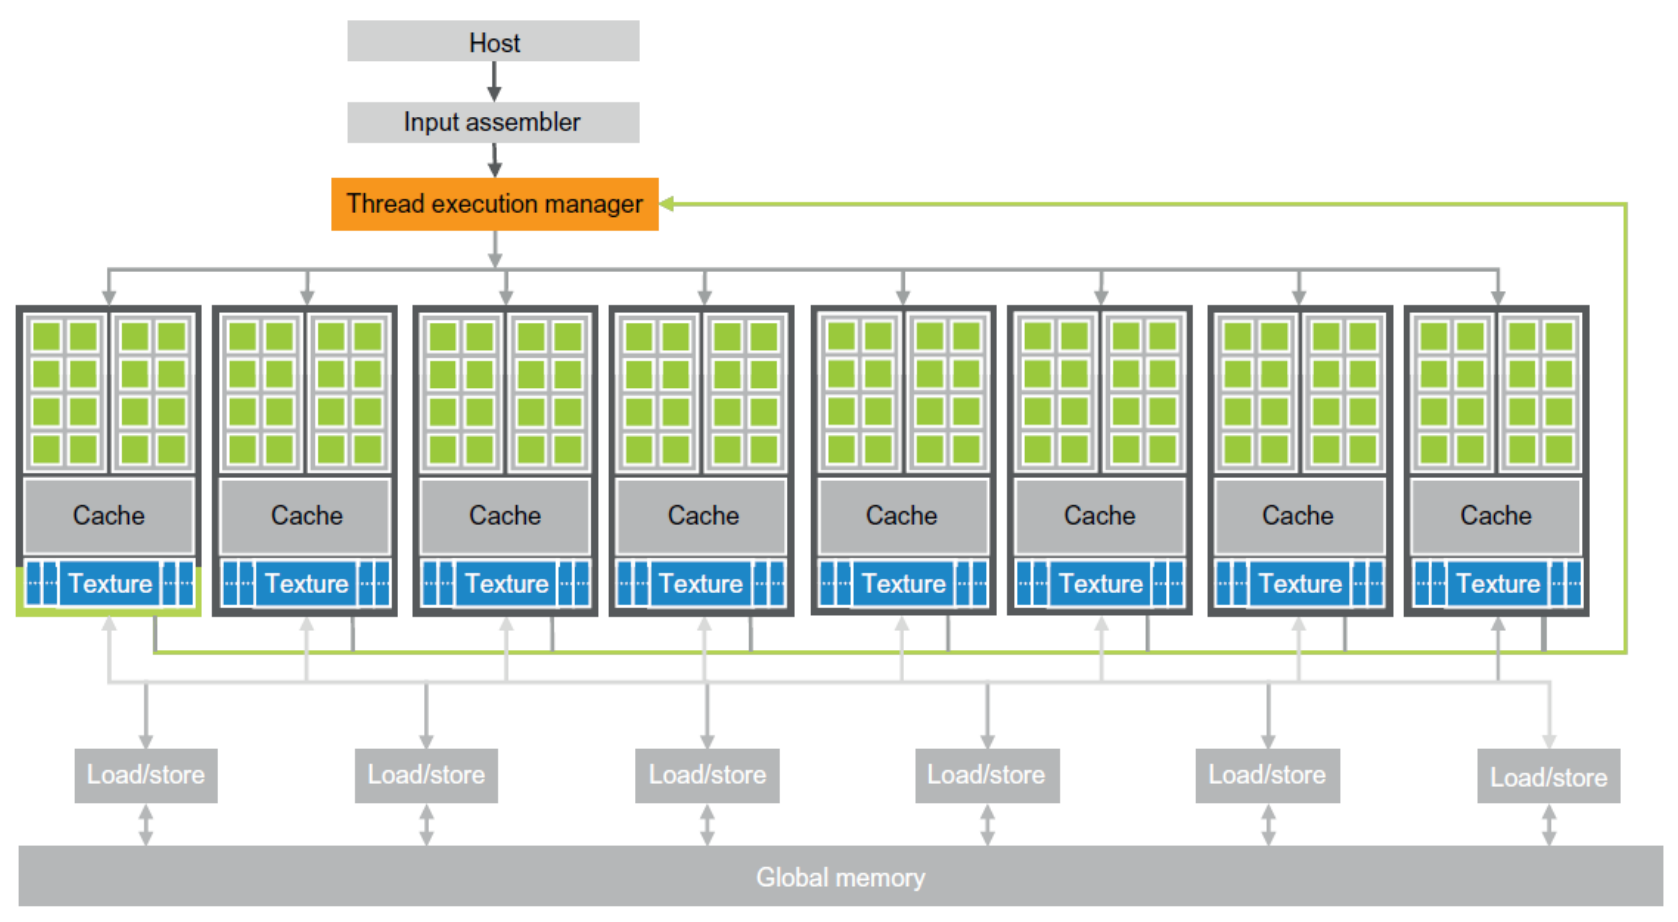 Host
Input assembler
Thread execution manager
Cache
Cache
Cache
Cache
Cache
Cache
Cache
Cache
Texture
Texture
Texture
Texture
Texture
Texture
Texture
Texture
Load/store
Load/store
Load/store
Load/store
Load/store
Load/store
Global memory